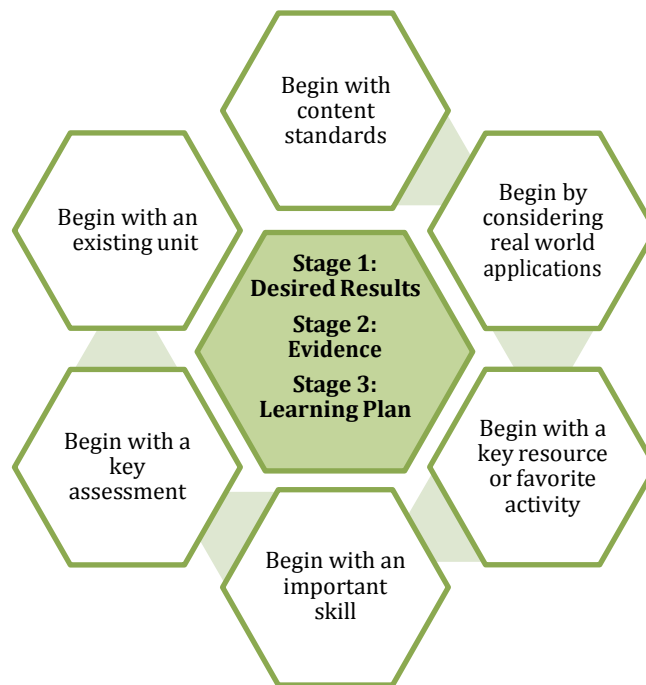 Begin with
content
standards
Begin by
considering
real world
applications
Begin with a
key resource
or favorite
activity
Begin with an
important
skill
Begin with a
key
assessment
Begin with an
existing unit
Stage 1:
Desired Results
Stage 2:
Evidence
Stage 3:
Learning Plan